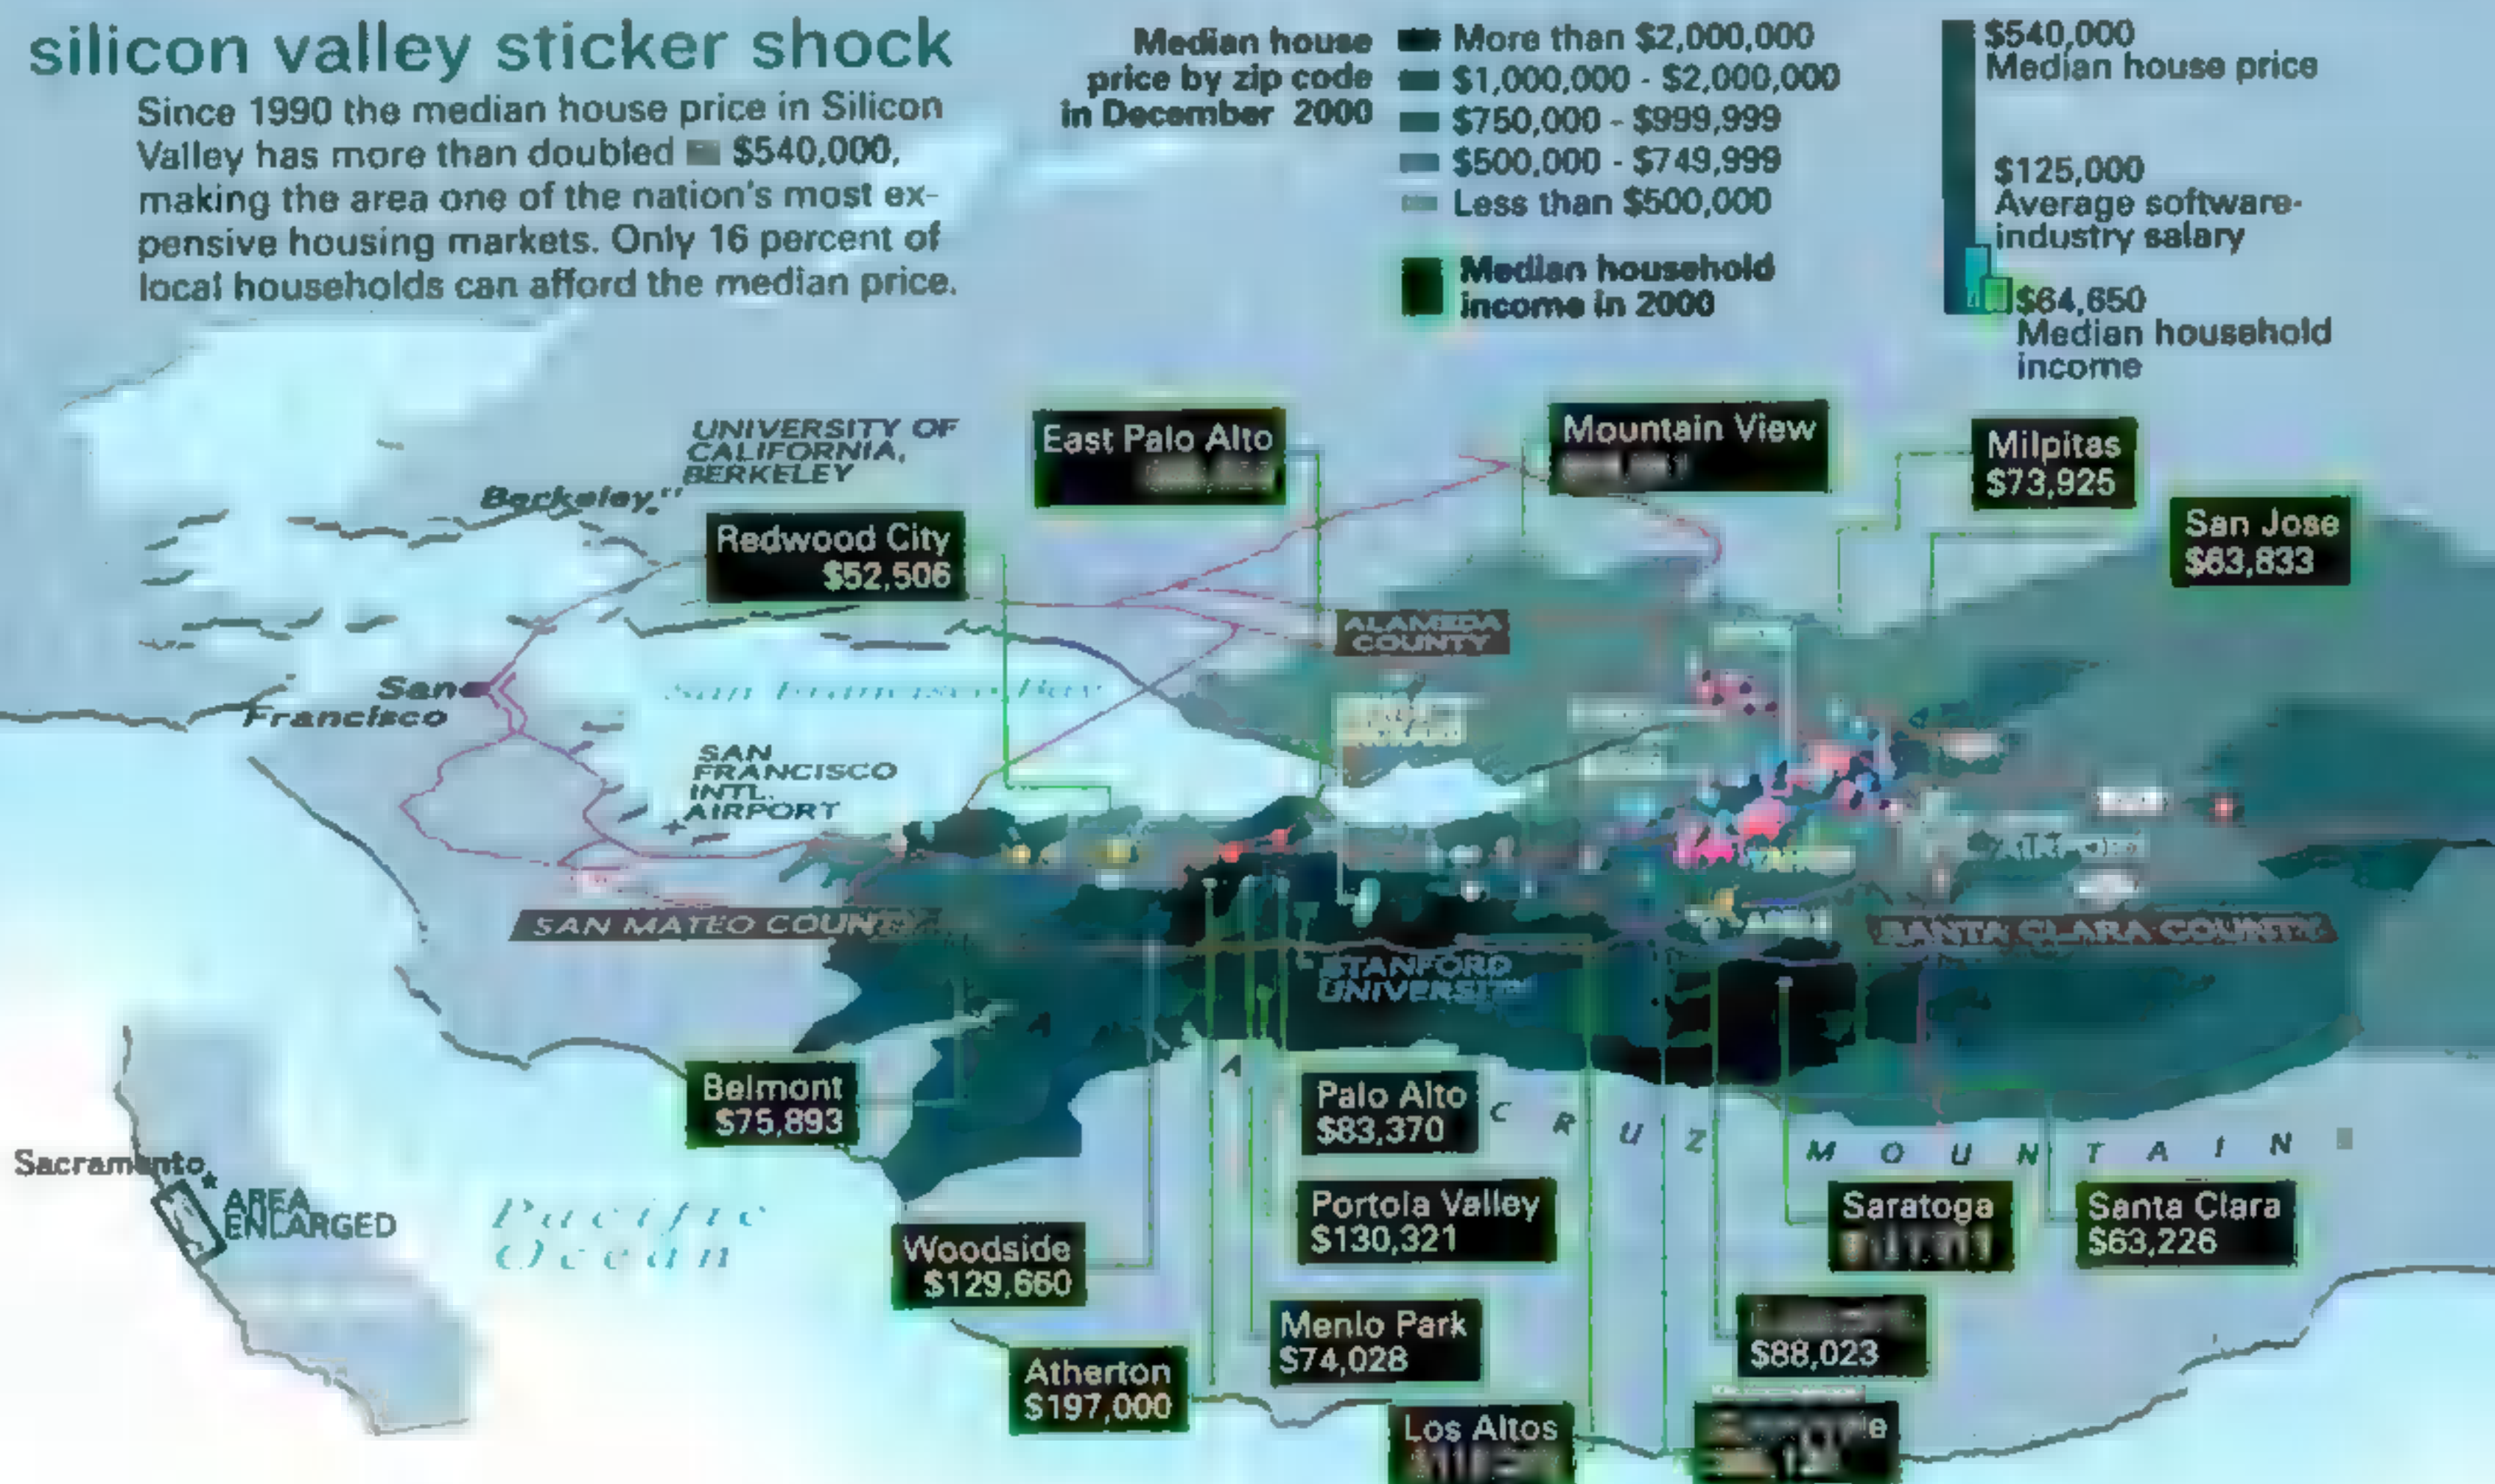 silicon valley sticker shock
Since 1990 the median house price in Silicon
Valley has more than doubled $540,000,
making the area one of the nation's most ex-
pensive housing markets. Only 16 percent of
local households can afford the median price.
Median house
price by zip code
in December 2000
More than $2,000,000
$1,000,000 - $2,000,000
$750,000 - $999,999
$500,000 - $749,999
Less than $500,000
Median household
income in 2000
$540,000
Median house price
$125,000
Average software-
industry salary
$64,650
Median household
income
UNIVERSITY OF
CALIFORNIA,
BERKELEY
Berkeley
East Palo Alto
Mountain View
Milpitas
$73,925
San Jose
$63,833
Redwood City
$52,506
ALAMEDA
COUNTY
San Francisco Bay
San
Francisco
SAN
FRANCISCO
INTL.
AIRPORT
SAN MATEO COUNTY
SANTA CLARA COUNTY
STANFORD
UNIVERSITY
Belmont
$75,893
A
Palo Alto
$83,370
C R U Z
M O U N T A I N
Sacramento
AREA
ENLARGED
Pacific
Ocean
Woodside
$129,660
Portola Valley
$130,321
Saratoga
Santa Clara
$63,226
Menlo Park
$74,028
$88,023
Atherton
$197,000
Los Altos